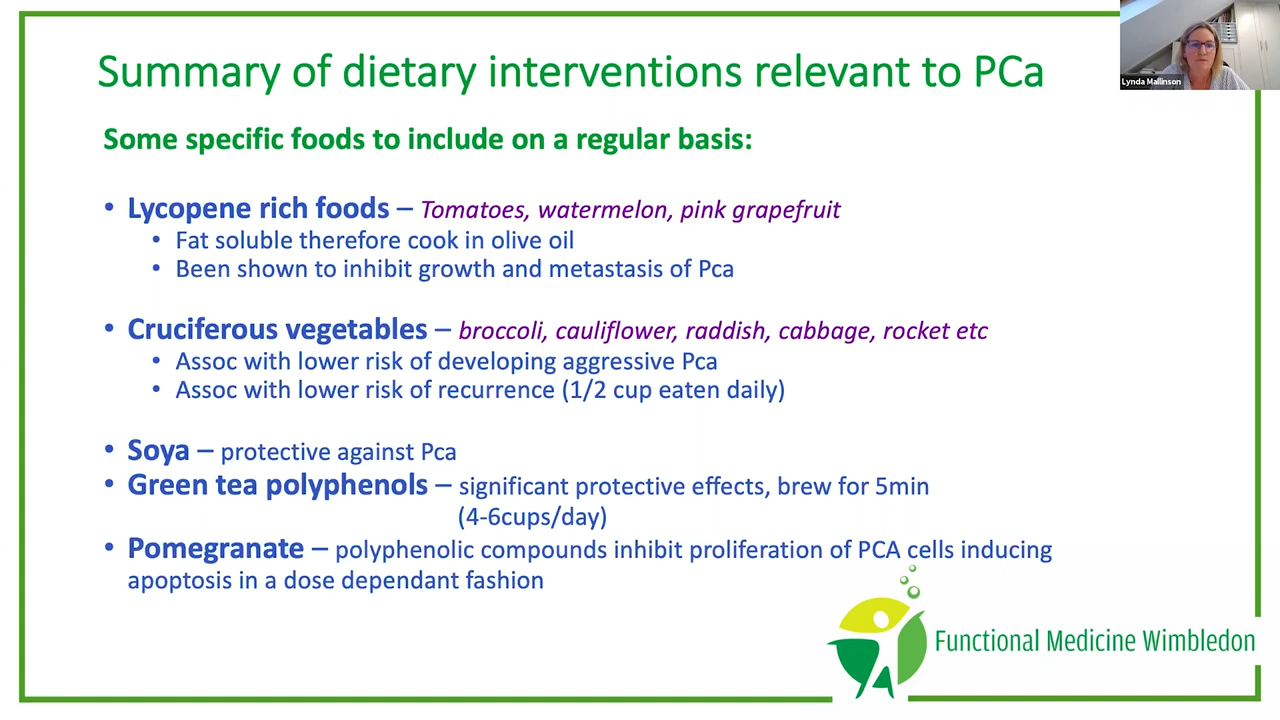 Summary of dietary interventions relevant to PCa
Lynda Mallinson
Some specific foods to include on a regular basis:
• Lycopene rich foods – Tomatoes, watermelon, pink grapefruit
• Fat soluble therefore cook in olive oil
• Been shown to inhibit growth and metastasis of Pca
• Cruciferous vegetables – broccoli, cauliflower, raddish, cabbage, rocket etc
• Assoc with lower risk of developing aggressive Pca
• Assoc with lower risk of recurrence (1/2 cup eaten daily)
• Soya – protective against Pca
• Green tea polyphenols – significant protective effects, brew for 5min
(4-6cups/day)
• Pomegranate – polyphenolic compounds inhibit proliferation of PCA cells inducing
apoptosis in a dose dependant fashion
Functional Medicine Wimbledon